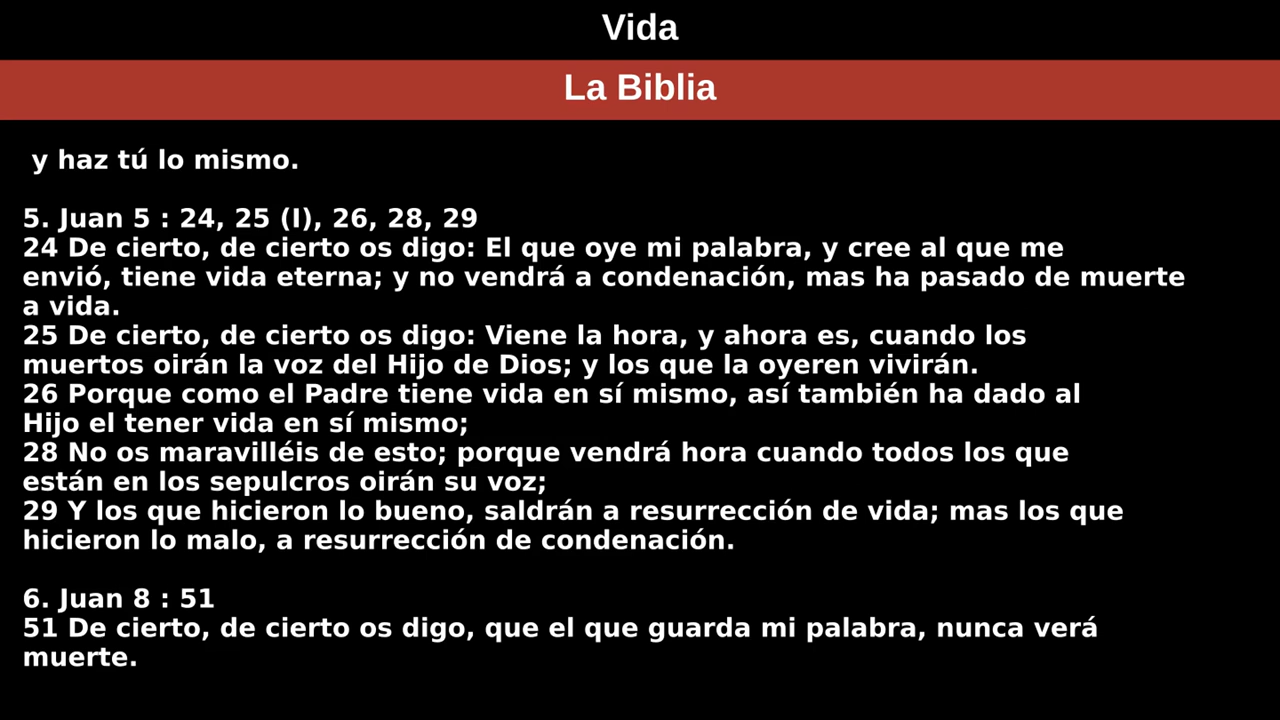 Vida
La Biblia
y haz tú lo mismo.
5. Juan 5 : 24, 25 (I), 26, 28, 29
24 De cierto, de cierto os digo: El que oye mi palabra, y cree al que me
envió, tiene vida eterna; y no vendrá a condenación, mas ha pasado de muerte
a vida.
25 De cierto, de cierto os digo: Viene la hora, y ahora es, cuando los
muertos oirán la voz del Hijo de Dios; y los que la oyeren vivirán.
26 Porque como el Padre tiene vida en sí mismo, así también ha dado al
Hijo el tener vida en sí mismo;
28 No os maravilléis de esto; porque vendrá hora cuando todos los que
están en los sepulcros oirán su voz;
29 Y los que hicieron lo bueno, saldrán a resurrección de vida; mas los que
hicieron lo malo, a resurrección de condenación.
6. Juan 8 : 51
51 De cierto, de cierto os digo, que el que guarda mi palabra, nunca verá
muerte.